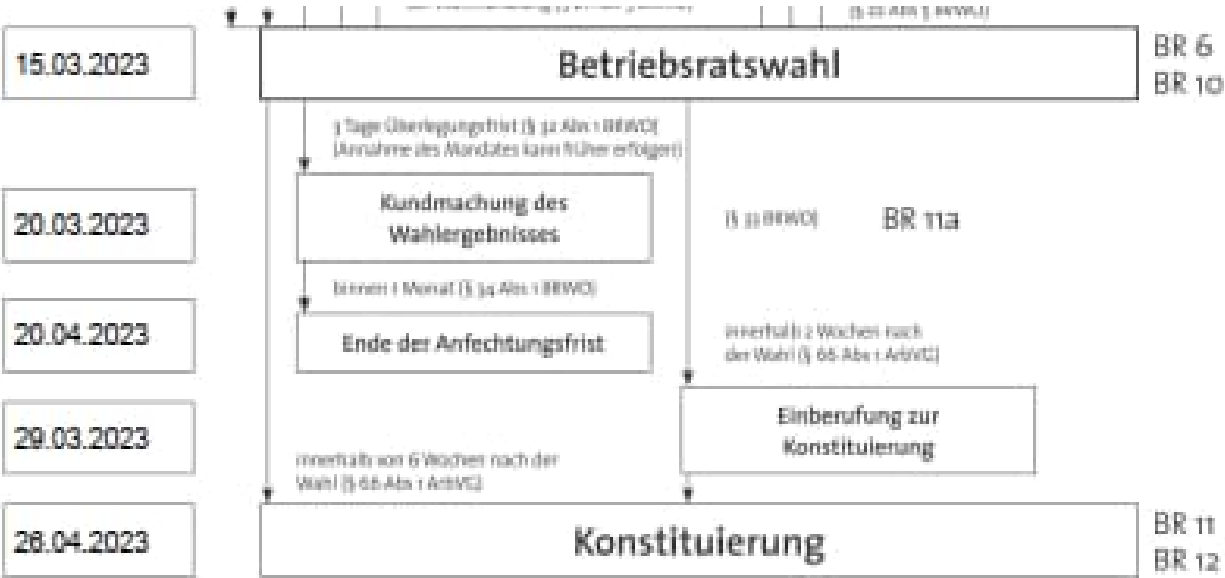 (§ 22 Abs 5 BRWO)
15.03.2023
Betriebsratswahl
BR 6
BR 10
3 Tage Überlegungsfrist (§ 32 Abs 1 BRWO)
(Annahme des Mandates kann früher erfolgen)
20.03.2023
Kundmachung des
Wahlergebnisses
(§ 33 BRWO)
BR 11a
binnen 1 Monat (§ 34 Abs 1 BRWO)
20.04.2023
Ende der Anfechtungsfrist
innerhalb 2 Wochen nach
der Wahl (§ 66 Abs 1 ArbVG)
29.03.2023
Einberufung zur
Konstituierung
innerhalb von 6 Wochen nach der
Wahl (§ 66 Abs 1 ArbVG)
26.04.2023
Konstituierung
BR 11
BR 12